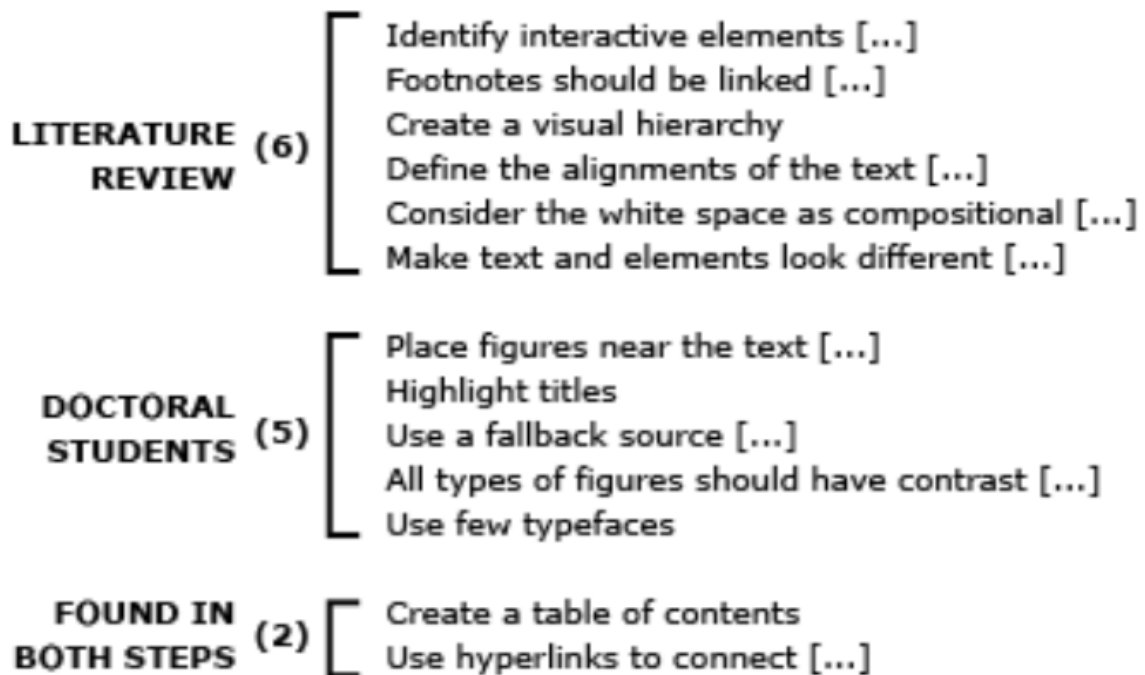 LITERATURE REVIEW (6)
Identify interactive elements [...]
Footnotes should be linked [...]
Create a visual hierarchy
Define the alignments of the text [...]
Consider the white space as compositional [...]
Make text and elements look different [...]
DOCTORAL STUDENTS (5)
Place figures near the text [...]
Highlight titles
Use a fallback source [...]
All types of figures should have contrast [...]
Use few typefaces
FOUND IN BOTH STEPS (2)
Create a table of contents
Use hyperlinks to connect [...]